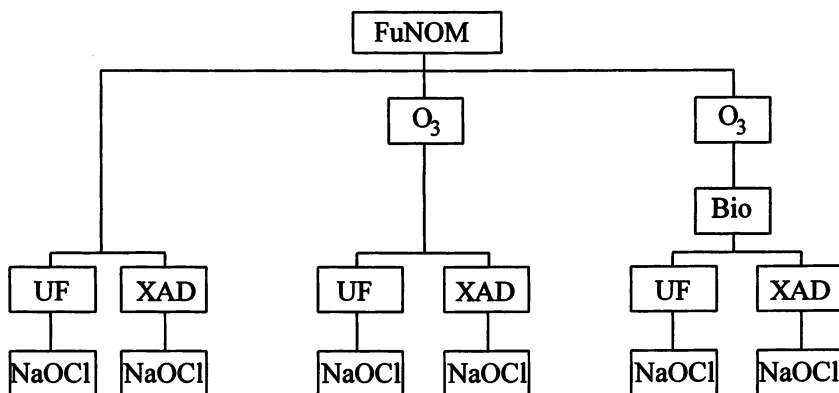 FuNOM
O3 O3
Bio
UF XAD UF XAD UF XAD
NaOCl NaOCl NaOCl NaOCl NaOCl NaOCl